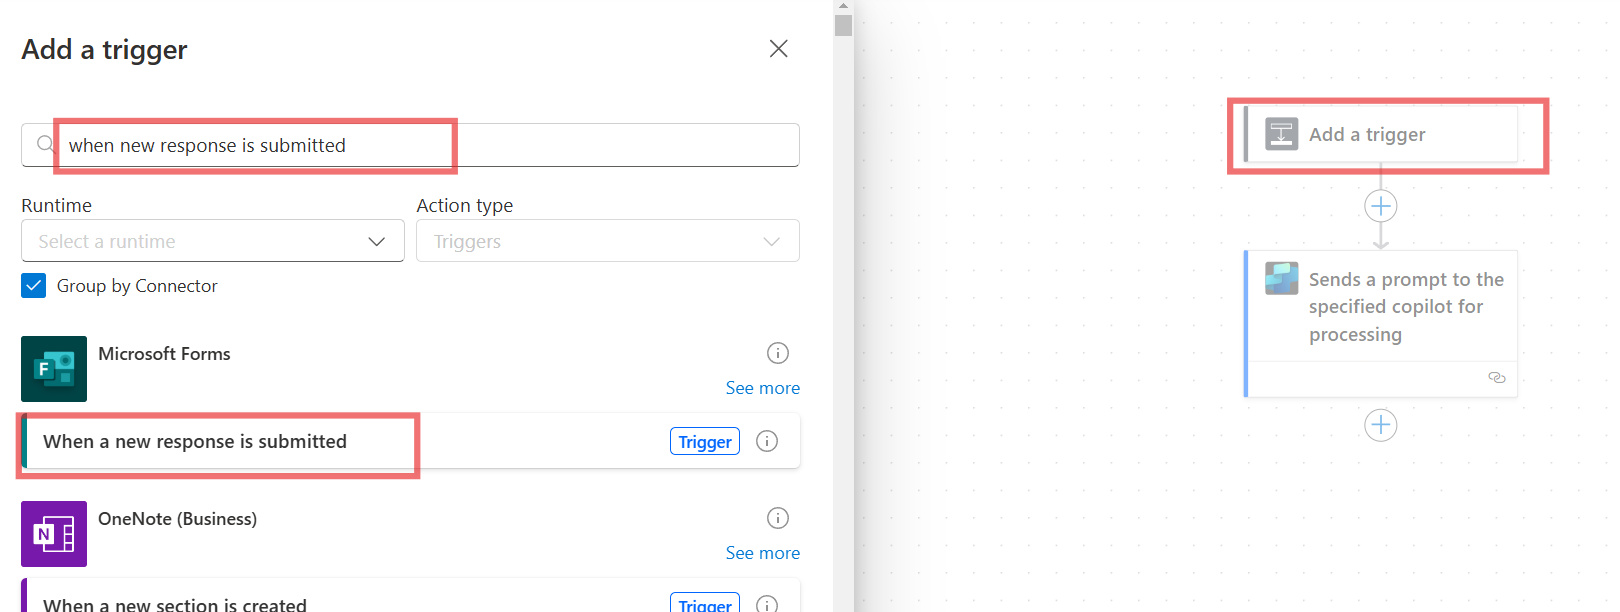 Add a trigger
when new response is submitted
Runtime
Action type
Select a runtime
Triggers
Group by Connector
Microsoft Forms
See more
When a new response is submitted
Trigger
OneNote (Business)
See more
When a new section is created
Trigger
Add a trigger
Sends a prompt to the
specified copilot for
processing